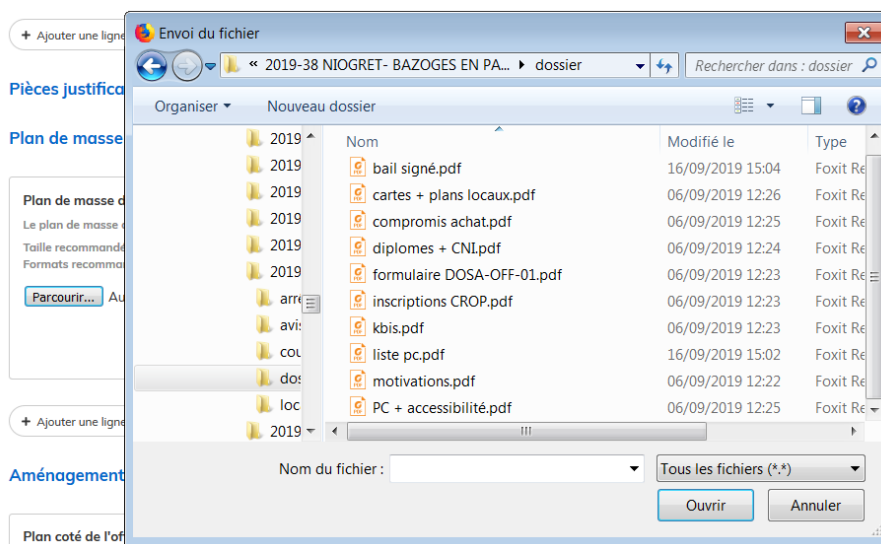 + Ajouter une ligne
Pièces justifica
Plan de masse
Plan de masse d
Le plan de masse
Taille recommandé
Formats recomma
Parcourir... Au
+ Ajouter une ligne
Aménagement
Plan coté de l'of
Envoi du fichier
« 2019-38 NIOGRET- BAZOGES EN PA... dossier
Rechercher dans : dossier
Organiser
Nouveau dossier
2019
2019
2019
2019
2019
2019
arre
avis
cou
dos
loc
2019
Nom Modifié le Type
bail signé.pdf 16/09/2019 15:04 Foxit Re
cartes + plans locaux.pdf 06/09/2019 12:26 Foxit Re
compromis achat.pdf 06/09/2019 12:25 Foxit Re
diplomes + CNI.pdf 06/09/2019 12:24 Foxit Re
formulaire DOSA-OFF-01.pdf 06/09/2019 12:23 Foxit Re
inscriptions CROP.pdf 06/09/2019 12:23 Foxit Re
kbis.pdf 06/09/2019 12:23 Foxit Re
liste pc.pdf 16/09/2019 15:02 Foxit Re
motivations.pdf 06/09/2019 12:22 Foxit Re
PC + accessibilité.pdf 06/09/2019 12:25 Foxit Re
Nom du fichier :
Tous les fichiers (*.*)
Ouvrir
Annuler